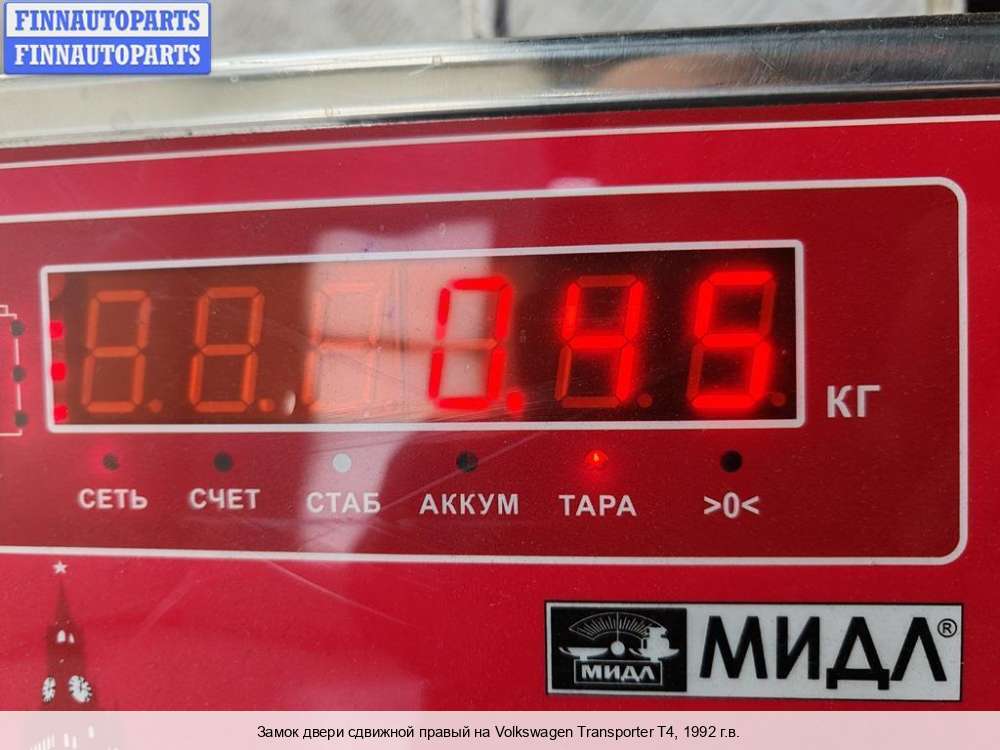 FINNAUTOPARTS
FINNAUTOPARTS
0.45
КГ
СЕТЬ СЧЕТ СТАБ АККУМ ТАРА >0<
МИДЛ МИДЛ®
Замок двери сдвижной правый на Volkswagen Transporter T4, 1992 г.в.